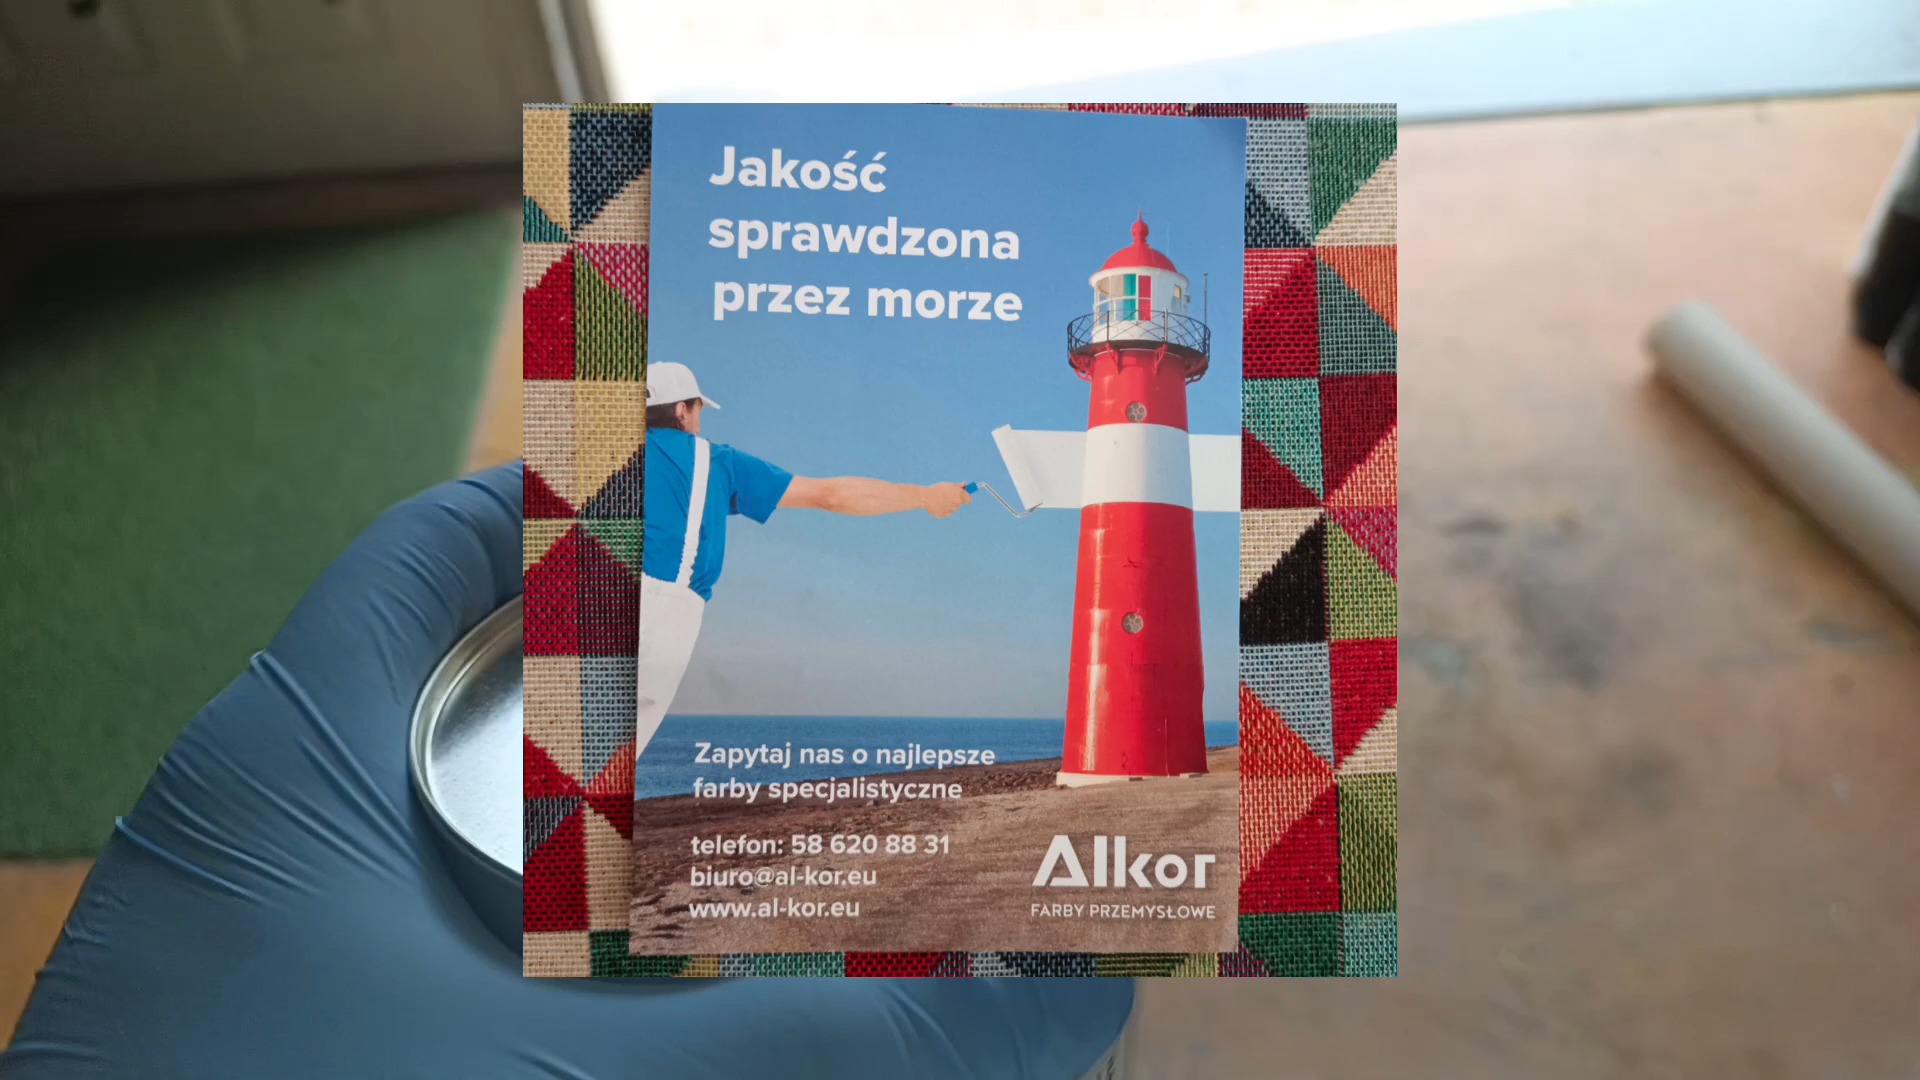 Jakość
sprawdzona
przez morze
Zapytaj nas o najlepsze
farby specjalistyczne
telefon: 58 620 88 31
biuro@al-kor.eu
www.al-kor.eu
Alkor
FARBY PRZEMYSŁOWE